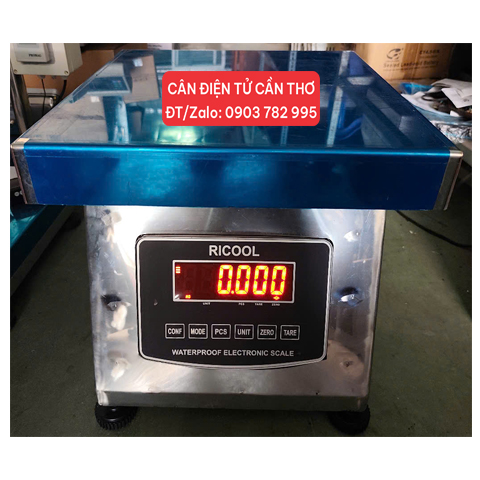 CÂN ĐIỆN TỬ CẦN THƠ
ĐT/Zalo: 0903 782 995
RICOOL
0.000
CONF MODE PCS UNIT ZERO TARE
WATERPROOF ELECTRONIC SCALE